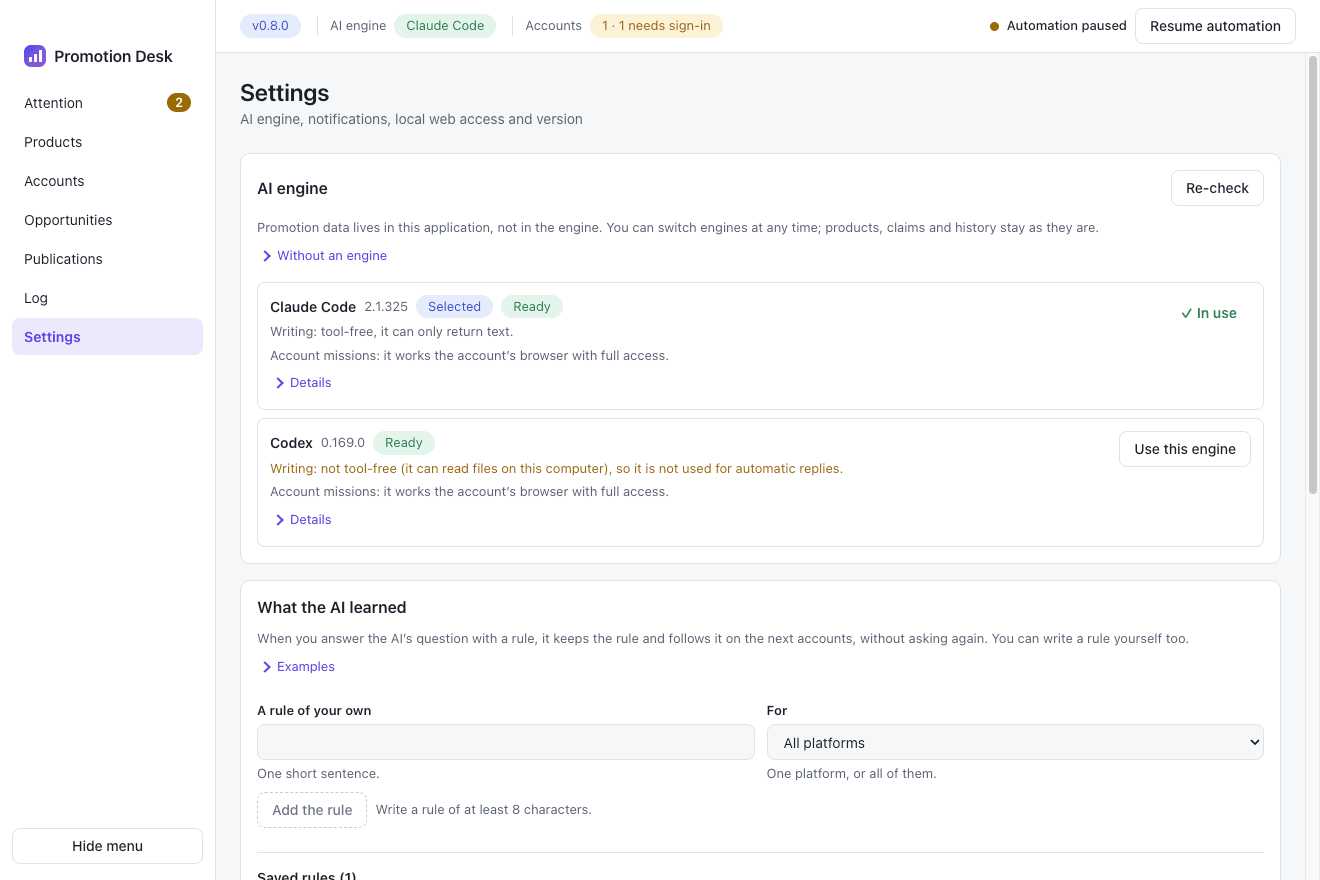 Promotion Desk
Attention 2
Products
Accounts
Opportunities
Publications
Log
Settings
Hide menu
v0.8.0 AI engine Claude Code Accounts 1 · 1 needs sign-in Automation paused Resume automation
Settings
AI engine, notifications, local web access and version
AI engine Re-check
Promotion data lives in this application, not in the engine. You can switch engines at any time; products, claims and history stay as they are.
Without an engine
Claude Code 2.1.325 Selected Ready In use
Writing: tool-free, it can only return text.
Account missions: it works the account’s browser with full access.
Details
Codex 0.169.0 Ready Use this engine
Writing: not tool-free (it can read files on this computer), so it is not used for automatic replies.
Account missions: it works the account’s browser with full access.
Details
What the AI learned
When you answer the AI’s question with a rule, it keeps the rule and follows it on the next accounts, without asking again. You can write a rule yourself too.
Examples
A rule of your own For
All platforms
One short sentence. One platform, or all of them.
Add the rule Write a rule of at least 8 characters.
Saved rules (1)